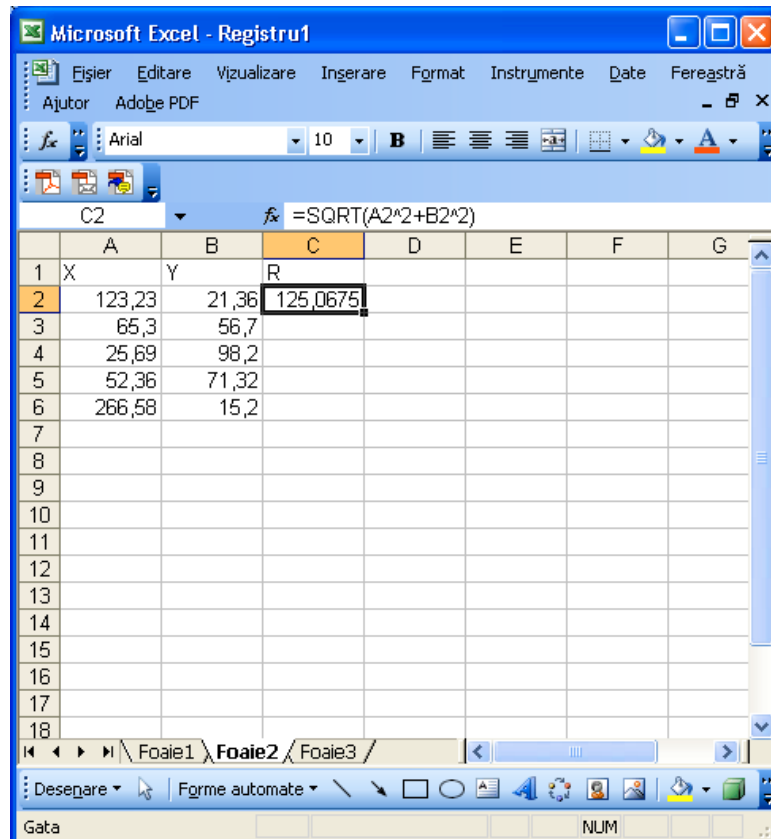 Microsoft Excel - Registru1
Fișier Editare Vizualizare Inserare Format Instrumente Date Fereastră
Ajutor Adobe PDF
fx Arial 10 B A
C2 fx =SQRT(A2^2+B2^2)
A B C D E F G
1 X Y R
2 123,23 21,36 125,0675
3 65,3 56,7
4 25,69 98,2
5 52,36 71,32
6 266,58 15,2
7
8
9
10
11
12
13
14
15
16
17
18
Foaie1 Foaie2 Foaie3
Desenare Forme automate
Gata NUM